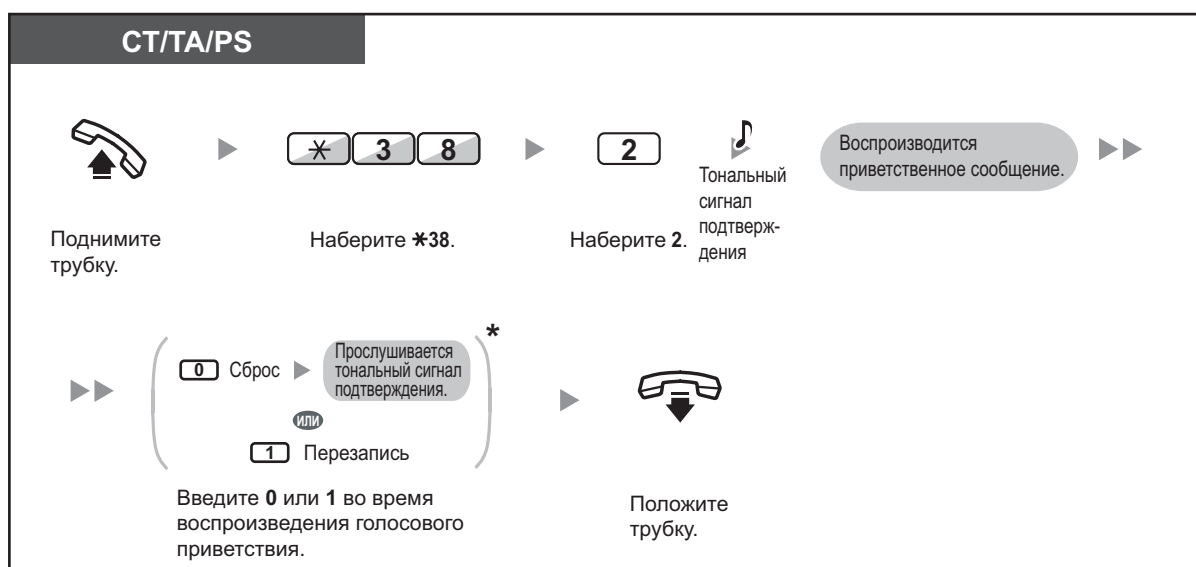 CT/TA/PS
* 3 8
2
Воспроизводится
приветственное сообщение.
Тональный
сигнал
подтверж-
дения
Поднимите
трубку.
Наберите *38.
Наберите 2.
*
0 Сброс
Прослушивается
тональный сигнал
подтверждения.
или
1 Перезапись
Введите 0 или 1 во время
воспроизведения голосового
приветствия.
Положите
трубку.